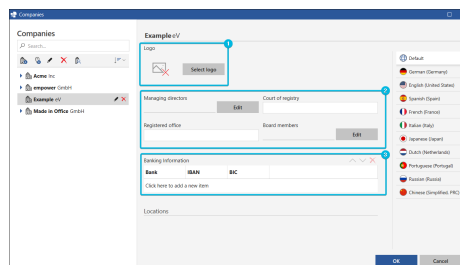 Companies
Companies
Search...
Acme Inc
empower GmbH
Example eV
Made in Office GmbH
Example eV
Logo
1
Select logo
2
Managing directors
Edit
Court of registry
Registered office
Board members
Edit
3
Banking Information
Bank IBAN BIC
Click here to add a new item
Locations
Default
German (Germany)
English (United States)
Spanish (Spain)
French (France)
Italian (Italy)
Japanese (Japan)
Dutch (Netherlands)
Portuguese (Portugal)
Russian (Russia)
Chinese (Simplified, PRC)
OK
Cancel